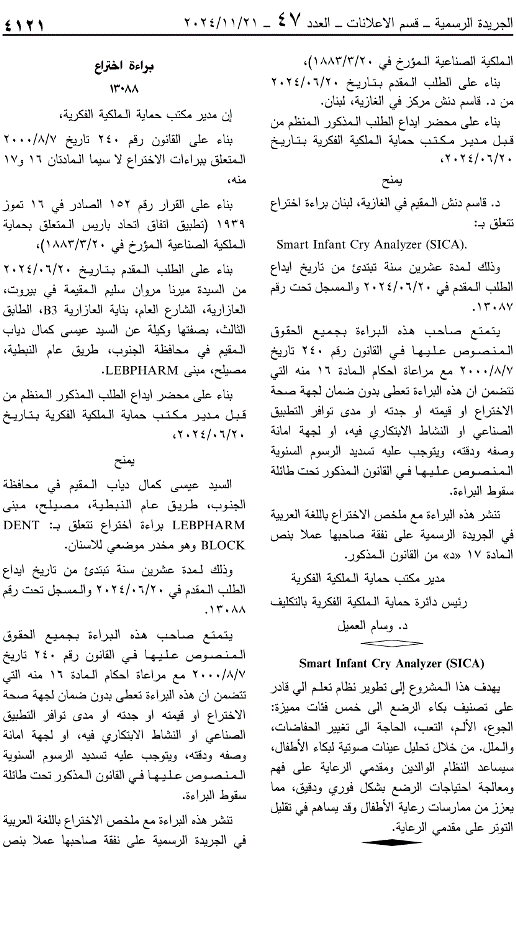 الجريدة الرسمية ــ قسم الاعلانات ــ العدد ٤٧ ــ ٢٠٢٤/١١/٢١
٤١٢١
الملكية الصناعية المؤرخ في ١٨٨٣/٣/٢٠)،
بناء على الطلب المقدم بتاريخ ٢٠٢٤/٠٦/٢٠
من د. قاسم دنش مركز في الغازية، لبنان.
بناء على محضر ايداع الطلب المذكور المنظم من
قبل مدير مكتب حماية الملكية الفكرية بتاريخ
٢٠٢٤/٠٦/٢٠،
يمنح
د. قاسم دنش المقيم في الغازية، لبنان براءة اختراع
تتعلق بـ:
Smart Infant Cry Analyzer (SICA).
وذلك لمدة عشرين سنة تبتدئ من تاريخ ايداع
الطلب المقدم في ٢٠٢٤/٠٦/٢٠ والمسجل تحت رقم
١٣٠٨٧.
يتمتع صاحب هذه البراءة بجميع الحقوق
المنصوص عليها في القانون رقم ٢٤٠ تاريخ
٢٠٠٠/٨/٧ مع مراعاة احكام المادة ١٦ منه التي
تتضمن ان هذه البراءة تعطى بدون ضمان لجهة صحة
الاختراع او قيمته او جدته او مدى توافر التطبيق
الصناعي او النشاط الابتكاري فيه، او لجهة امانة
وصفه ودقته، ويتوجب عليه تسديد الرسوم السنوية
المنصوص عليها في القانون المذكور تحت طائلة
سقوط البراءة.
تنشر هذه البراءة مع ملخص الاختراع باللغة العربية
في الجريدة الرسمية على نفقة صاحبها عملا بنص
المادة ١٧ «د» من القانون المذكور.
مدير مكتب حماية الملكية الفكرية
رئيس دائرة حماية الملكية الفكرية بالتكليف
د. وسام العميل
Smart Infant Cry Analyzer (SICA)
يهدف هذا المشروع إلى تطوير نظام تعلم الي قادر
على تصنيف بكاء الرضع الى خمس فئات مميزة:
الجوع، الألم، التعب، الحاجة الى تغيير الحفاضات،
والملل. من خلال تحليل عينات صوتية لبكاء الأطفال،
سيساعد النظام الوالدين ومقدمي الرعاية على فهم
ومعالجة احتياجات الرضع بشكل فوري ودقيق، مما
يعزز من ممارسات رعاية الأطفال وقد يساهم في تقليل
التوتر على مقدمي الرعاية.
براءة اختراع
١٣٠٨٨
إن مدير مكتب حماية الملكية الفكرية،
بناء على القانون رقم ٢٤٠ تاريخ ٢٠٠٠/٨/٧
المتعلق ببراءات الاختراع لا سيما المادتان ١٦ و١٧
منه،
بناء على القرار رقم ١٥٢ الصادر في ١٦ تموز
١٩٣٩ (تطبيق اتفاق اتحاد باريس المتعلق بحماية
الملكية الصناعية المؤرخ في ١٨٨٣/٣/٢٠)،
بناء على الطلب المقدم بتاريخ ٢٠٢٤/٠٦/٢٠
من السيدة ميرنا مروان سليم المقيمة في بيروت،
العازارية، الشارع العام، بناية العازارية B3، الطابق
الثالث، بصفتها وكيلة عن السيد عيسى كمال دياب
المقيم في محافظة الجنوب، طريق عام النبطية،
مصيلح، مبنى LEBPHARM.
بناء على محضر ايداع الطلب المذكور المنظم من
قبل مدير مكتب حماية الملكية الفكرية بتاريخ
٢٠٢٤/٠٦/٢٠،
يمنح
السيد عيسى كمال دياب المقيم في محافظة
الجنوب، طريق عام النبطية، مصيلح، مبنى
LEBPHARM براءة اختراع تتعلق بـ: DENT
BLOCK وهو مخدر موضعي للاسنان.
وذلك لمدة عشرين سنة تبتدئ من تاريخ ايداع
الطلب المقدم في ٢٠٢٤/٠٦/٢٠ والمسجل تحت رقم
١٣٠٨٨.
يتمتع صاحب هذه البراءة بجميع الحقوق
المنصوص عليها في القانون رقم ٢٤٠ تاريخ
٢٠٠٠/٨/٧ مع مراعاة احكام المادة ١٦ منه التي
تتضمن ان هذه البراءة تعطى بدون ضمان لجهة صحة
الاختراع او قيمته او جدته او مدى توافر التطبيق
الصناعي او النشاط الابتكاري فيه، او لجهة امانة
وصفه ودقته، ويتوجب عليه تسديد الرسوم السنوية
المنصوص عليها في القانون المذكور تحت طائلة
سقوط البراءة.
تنشر هذه البراءة مع ملخص الاختراع باللغة العربية
في الجريدة الرسمية على نفقة صاحبها عملا بنص